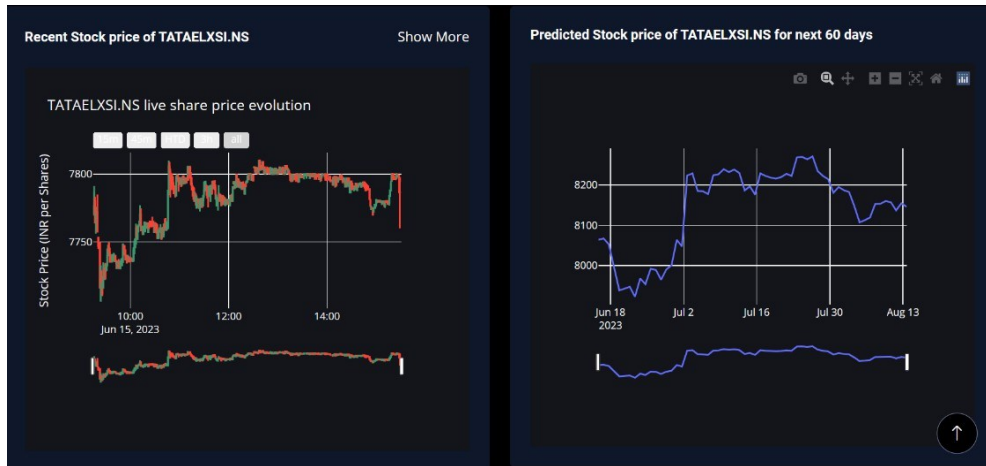 Recent Stock price of TATAELXSI.NS
Show More
TATAELXSI.NS live share price evolution
all
Stock Price (INR per Shares)
7800
7750
10:00
12:00
14:00
Jun 15, 2023
Predicted Stock price of TATAELXSI.NS for next 60 days
8200
8100
8000
Jun 18
Jul 2
Jul 16
Jul 30
Aug 13
2023